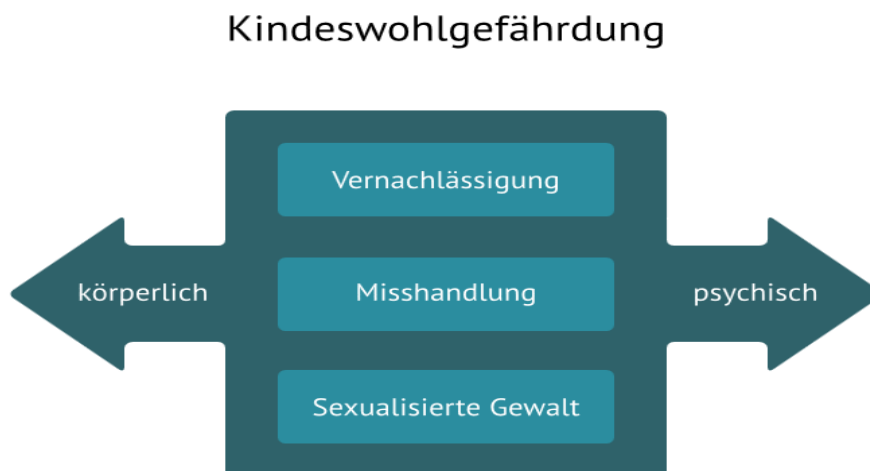 Kindeswohlgefährdung
Vernachlässigung
körperlich
Misshandlung
psychisch
Sexualisierte Gewalt